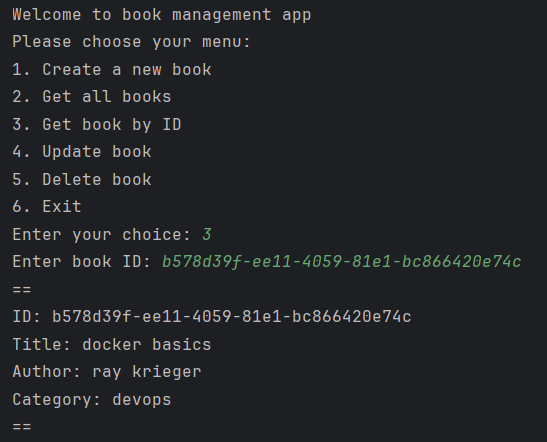 Welcome to book management app
Please choose your menu:
1. Create a new book
2. Get all books
3. Get book by ID
4. Update book
5. Delete book
6. Exit
Enter your choice: 3
Enter book ID: b578d39f-ee11-4059-81e1-bc866420e74c
==
ID: b578d39f-ee11-4059-81e1-bc866420e74c
Title: docker basics
Author: ray krieger
Category: devops
==